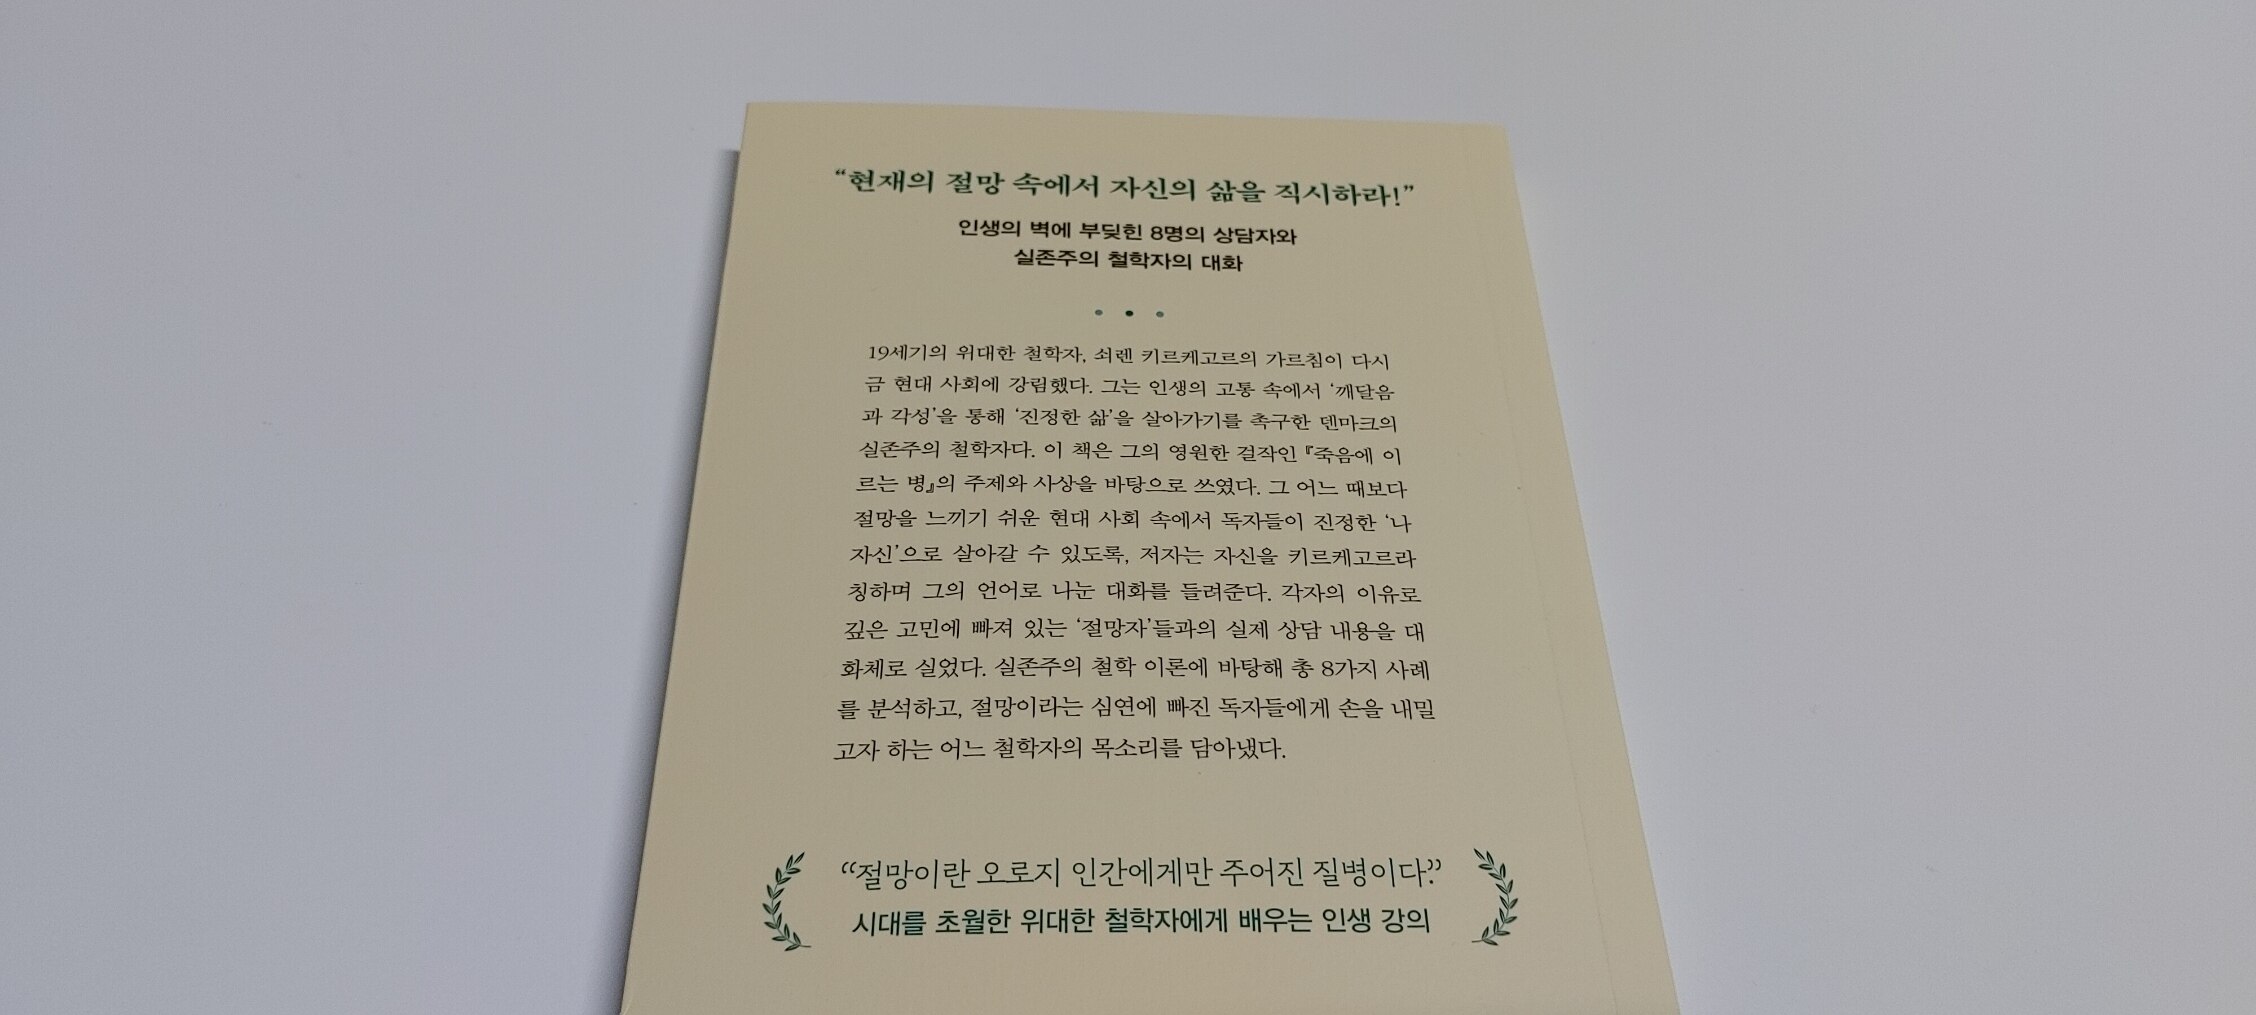 “현재의 절망 속에서 자신의 삶을 직시하라!”
인생의 벽에 부딪힌 8명의 상담자와
실존주의 철학자의 대화
19세기의 위대한 철학자, 쇠렌 키르케고르의 가르침이 다시
금 현대 사회에 강림했다. 그는 인생의 고통 속에서 ‘깨달음
과 각성’을 통해 ‘진정한 삶’을 살아가기를 촉구한 덴마크의
실존주의 철학자다. 이 책은 그의 영원한 걸작인 『죽음에 이
르는 병』의 주제와 사상을 바탕으로 쓰였다. 그 어느 때보다
절망을 느끼기 쉬운 현대 사회 속에서 독자들이 진정한 ‘나
자신’으로 살아갈 수 있도록, 저자는 자신을 키르케고르라
칭하며 그의 언어로 나눈 대화를 들려준다. 각자의 이유로
깊은 고민에 빠져 있는 ‘절망자’들과의 실제 상담 내용을 대
화체로 실었다. 실존주의 철학 이론에 바탕해 총 8가지 사례
를 분석하고, 절망이라는 심연에 빠진 독자들에게 손을 내밀
고자 하는 어느 철학자의 목소리를 담아냈다.
“절망이란 오로지 인간에게만 주어진 질병이다.”
시대를 초월한 위대한 철학자에게 배우는 인생 강의